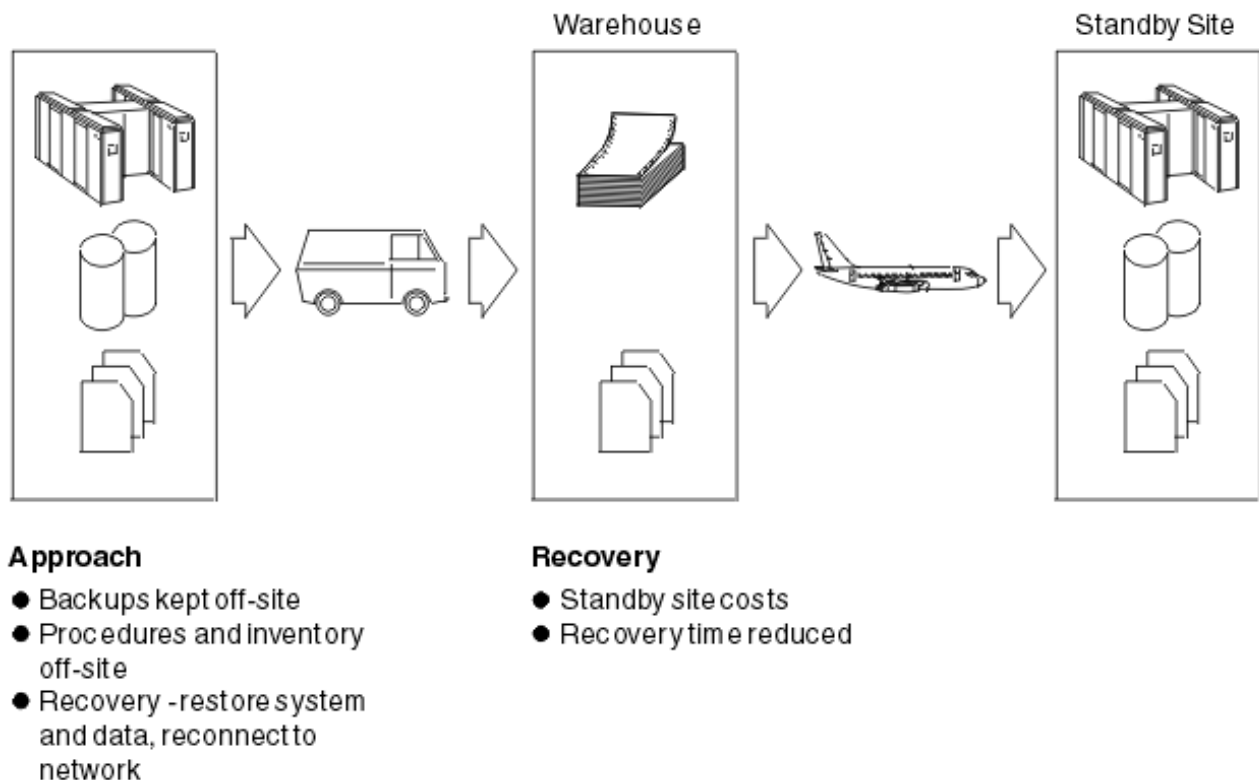 Warehouse
Standby Site
Approach
● Backups kept off-site
● Procedures and inventory
off-site
● Recovery -restore system
and data, reconnect to
network
Recovery
● Standby site costs
● Recovery time reduced